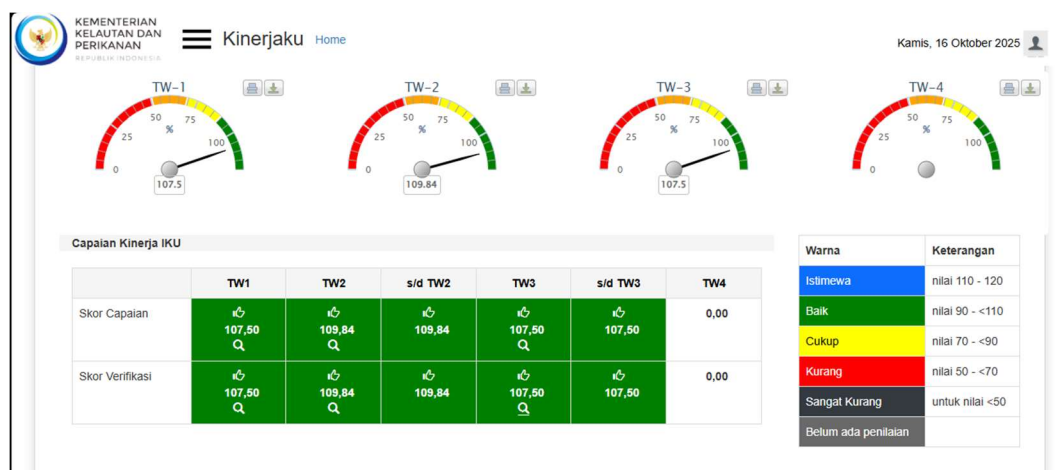 KEMENTERIAN
KELAUTAN DAN
PERIKANAN
REPUBLIK INDONESIA
Kinerjaku Home
Kamis, 16 Oktober 2025
TW-1
0 25 50 75 100
%
107.5
TW-2
0 25 50 75 100
%
109.84
TW-3
0 25 50 75 100
%
107.5
TW-4
0 25 50 75 100
%
Capaian Kinerja IKU
TW1 TW2 s/d TW2 TW3 s/d TW3 TW4
Skor Capaian 107,50 109,84 109,84 107,50 107,50 0,00
Skor Verifikasi 107,50 109,84 109,84 107,50 107,50 0,00
Warna Keterangan
Istimewa nilai 110 - 120
Baik nilai 90 - <110
Cukup nilai 70 - <90
Kurang nilai 50 - <70
Sangat Kurang untuk nilai <50
Belum ada penilaian